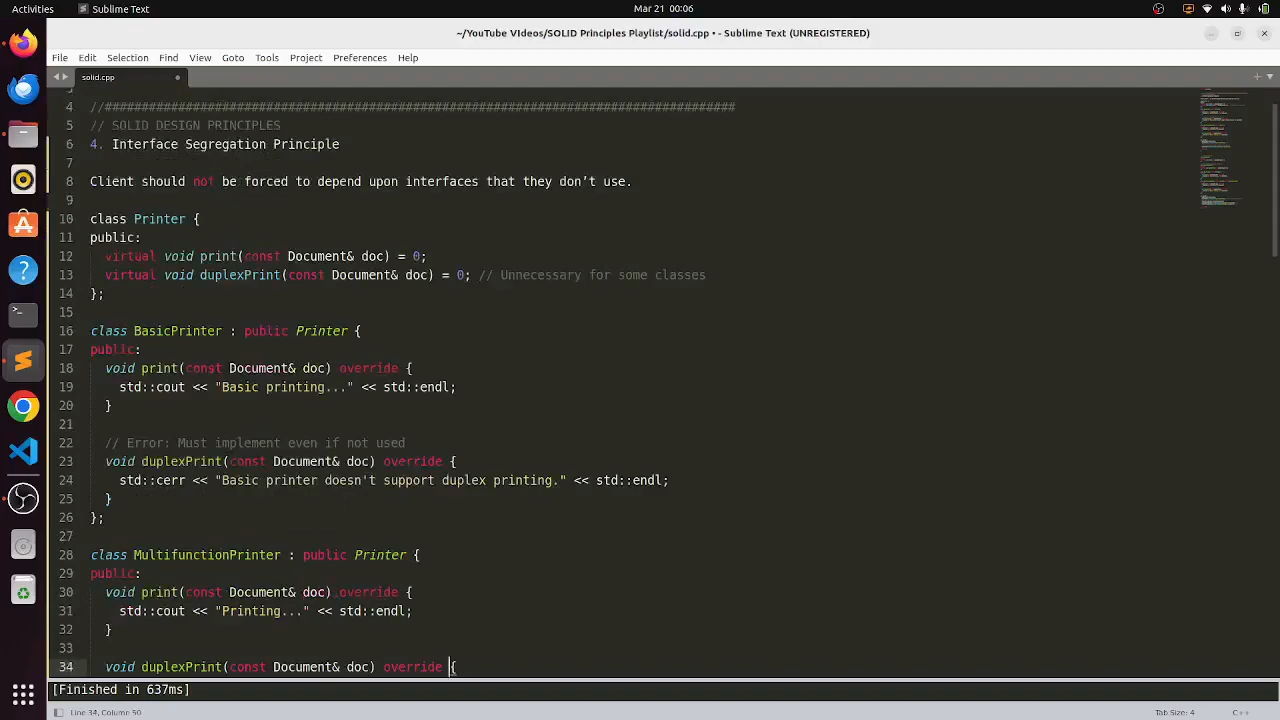 Activities Sublime Text Mar 21 00:06
~/YouTube VIdeos/SOLID Principles Playlist/solid.cpp • - Sublime Text (UNREGISTERED)
File Edit Selection Find View Goto Tools Project Preferences Help
solid.cpp
4 //######################################################################################
5 // SOLID DESIGN PRINCIPLES
6 Interface Segregation Principle
7
8 Client should not be forced to upon interfaces they don't use.
9
10 class Printer {
11 public:
12 virtual void print(const Document& doc) = 0;
13 virtual void duplexPrint(const Document& doc) = 0; // Unnecessary for some classes
14 };
15
16 class BasicPrinter : public Printer {
17 public:
18 void print(const Document& doc) override {
19 std::cout << "Basic printing..." << std::endl;
20 }
21
22 // Error: Must implement even if not used
23 void duplexPrint(const Document& doc) override {
24 std::cerr << "Basic printer doesn't support duplex printing." << std::endl;
25 }
26 };
27
28 class MultifunctionPrinter : public Printer {
29 public:
30 void print(const Document& doc) override {
31 std::cout << "Printing..." << std::endl;
32 }
33
34 void duplexPrint(const Document& doc) override {
[Finished in 637ms]
Line 34, Column 50 Tab Size: 4 C++